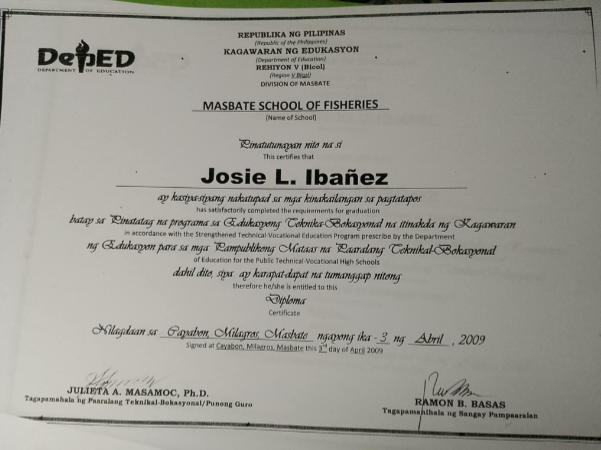 DepED
DEPARTMENT OF EDUCATION
REPUBLIKA NG PILIPINAS
(Republic of the Philippines)
KAGAWARAN NG EDUKASYON
(Department of Education)
REHIYON V (Bicol)
(Region V Bicol)
DIVISION OF MASBATE
MASBATE SCHOOL OF FISHERIES
(Name of School)
Pinatutunayan nito na si
This certifies that
Josie L. Ibañez
ay kasiya-siyang nakatupad sa mga kinakailangan sa pagtatapos
has satisfactorily completed the requirements for graduation
batay sa Pinatatag na programa sa Edukasyong Teknika-Bokasyonal na itinakda ng Kagawaran
in accordance with the Strengthened Technical-Vocational Education Program prescribe by the Department
ng Edukasyon para sa mga Pampublikong Mataas na Paaralang Teknikal-Bokasyonal
of Education for the Public Technical-Vocational High Schools
dahil dito, siya ay karapat-dapat na tumanggap nitong
therefore he/she is entitled to this
Diploma
Certificate
Nilagdaan sa Cayabon, Milagros, Masbate ngayong ika - 3 ng Abril, 2009
Signed at Cayabon, Milagros, Masbate this 3rd day of April 2009
JULIETA A. MASAMOC, Ph.D.
Tagapamahala ng Paaralang Teknikal-Bokasyonal/Punong Guro
RAMON B. BASAS
Tagapamanihala ng Sangay Pampaaralan